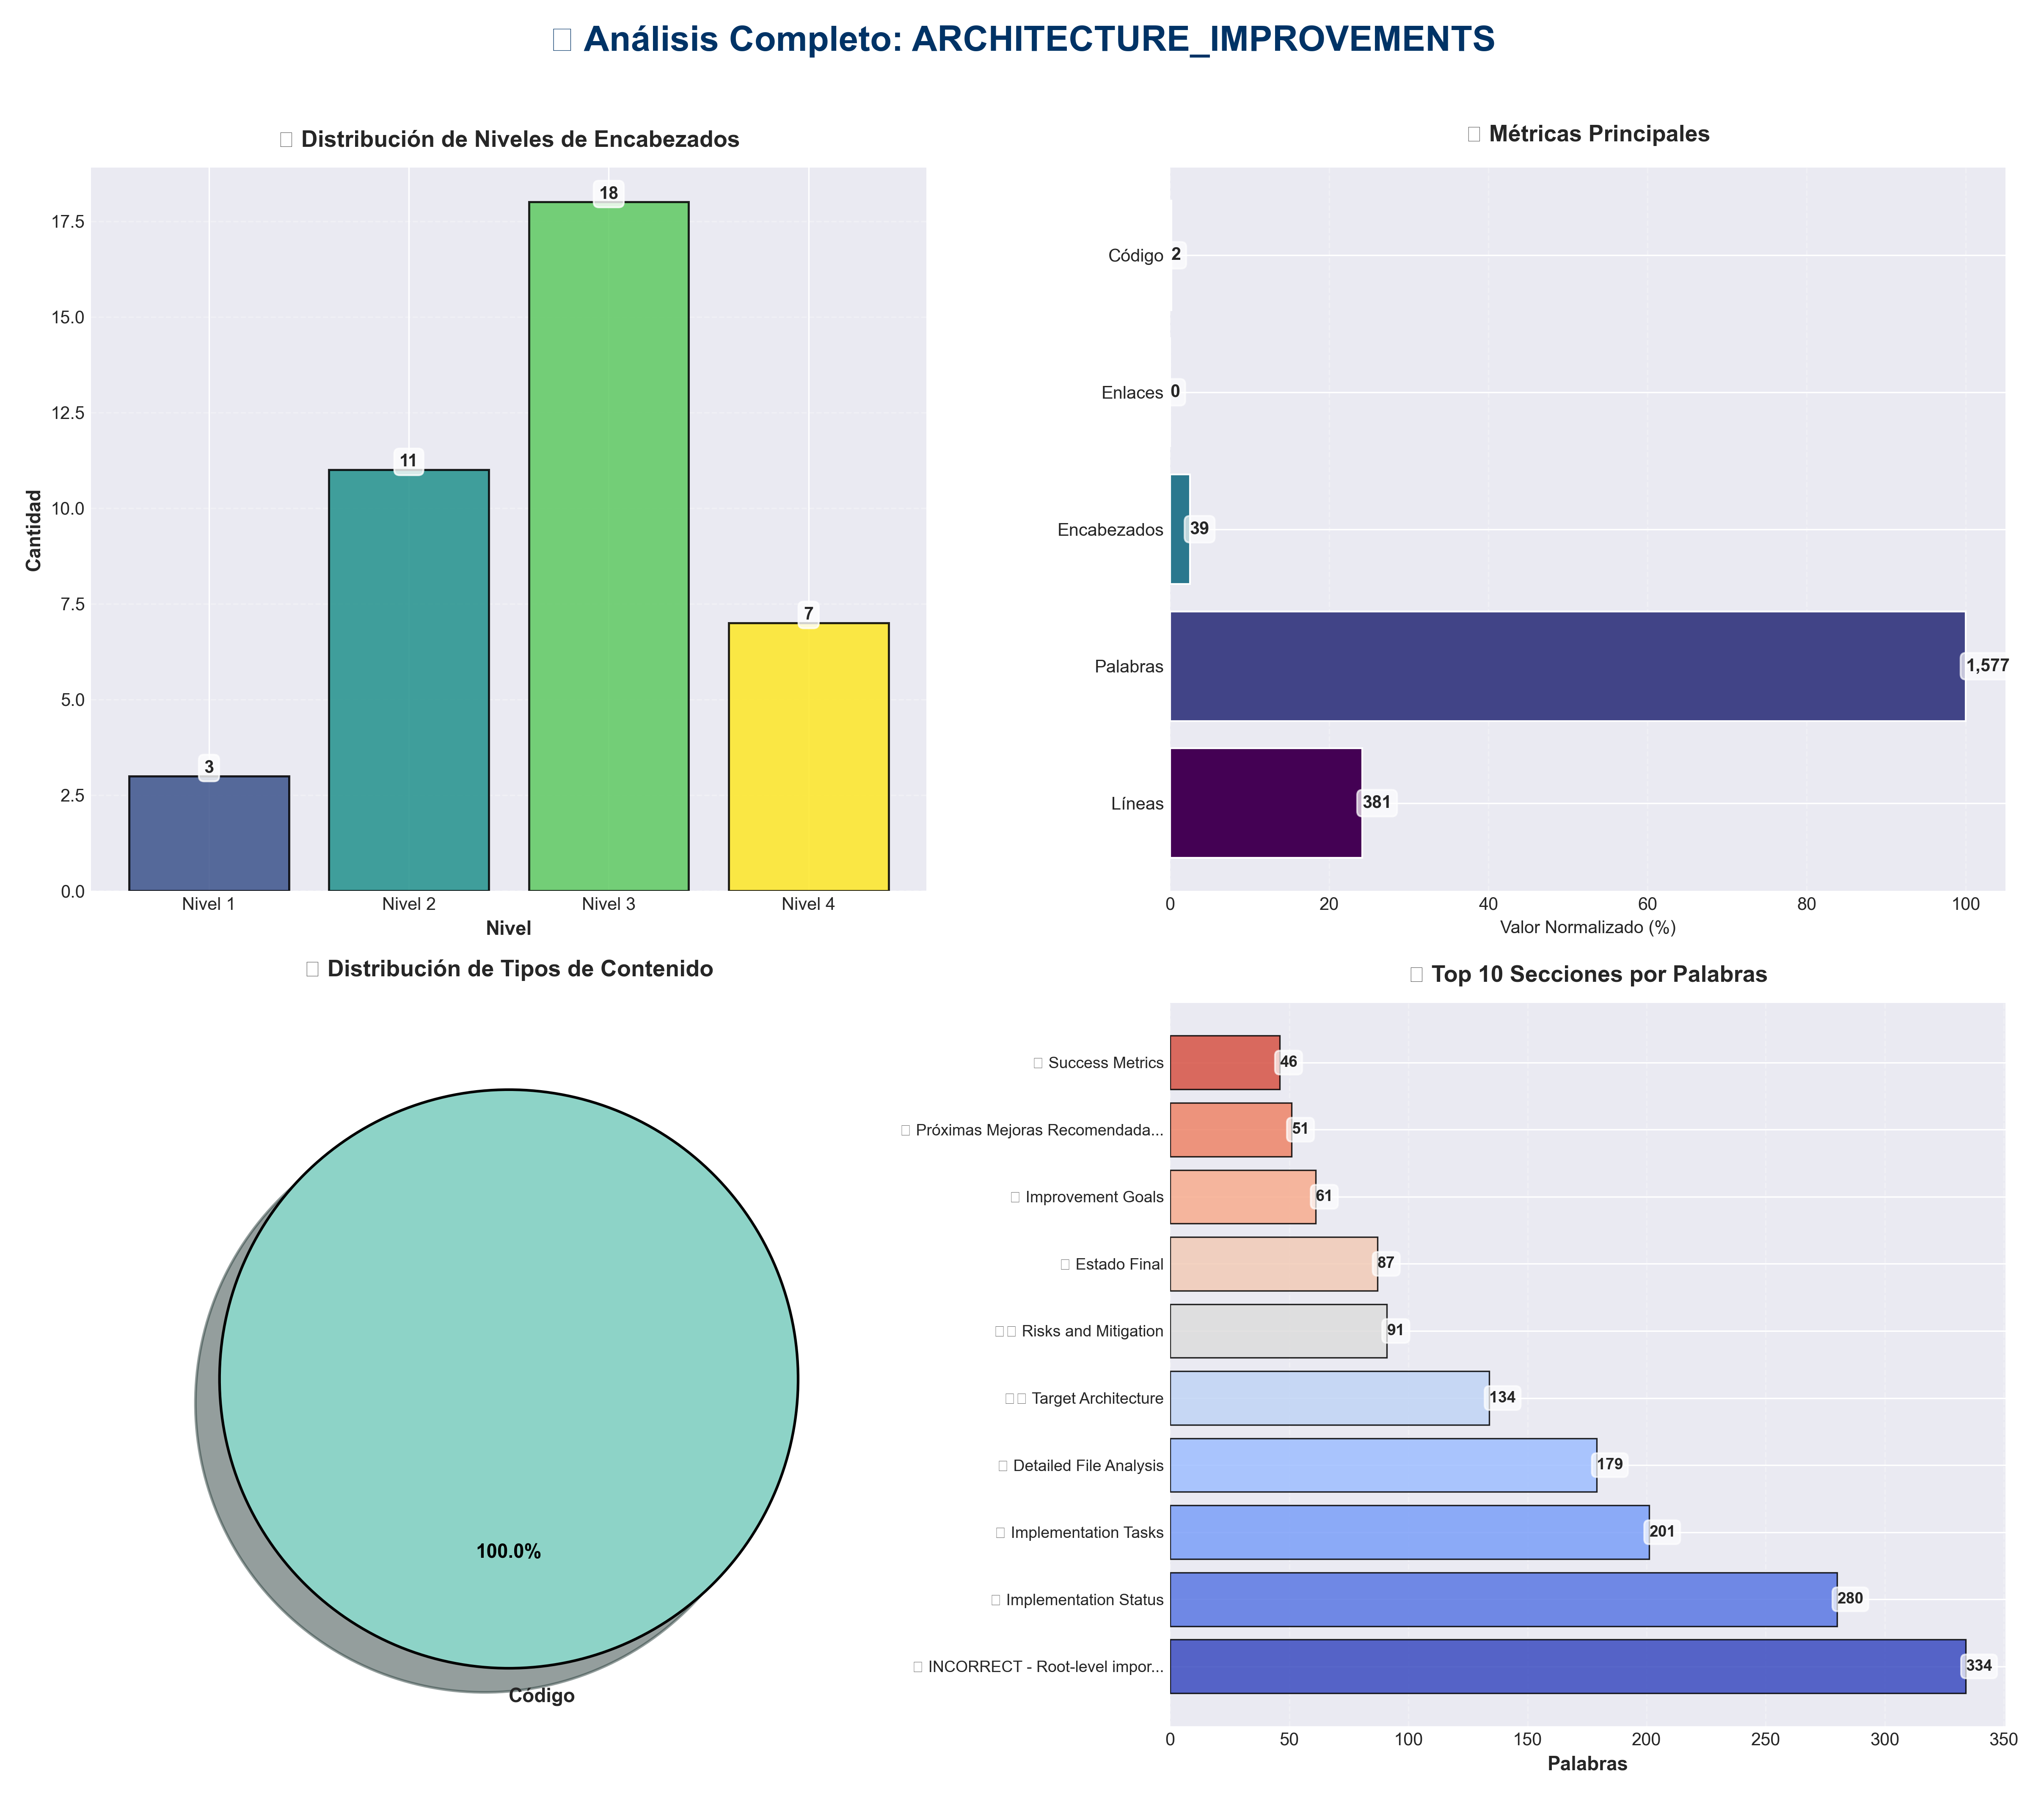 Análisis Completo: ARCHITECTURE_IMPROVEMENTS
Distribución de Niveles de Encabezados
Cantidad
17.5
15.0
12.5
10.0
7.5
5.0
2.5
0.0
3
11
18
7
Nivel 1
Nivel 2
Nivel 3
Nivel 4
Nivel
Métricas Principales
Código
2
Enlaces
0
Encabezados
39
Palabras
1,577
Líneas
381
0
20
40
60
80
100
Valor Normalizado (%)
Distribución de Tipos de Contenido
100.0%
Código
Top 10 Secciones por Palabras
Success Metrics
46
Próximas Mejoras Recomendada...
51
Improvement Goals
61
Estado Final
87
Risks and Mitigation
91
Target Architecture
134
Detailed File Analysis
179
Implementation Tasks
201
Implementation Status
280
INCORRECT - Root-level impor...
334
0
50
100
150
200
250
300
350
Palabras